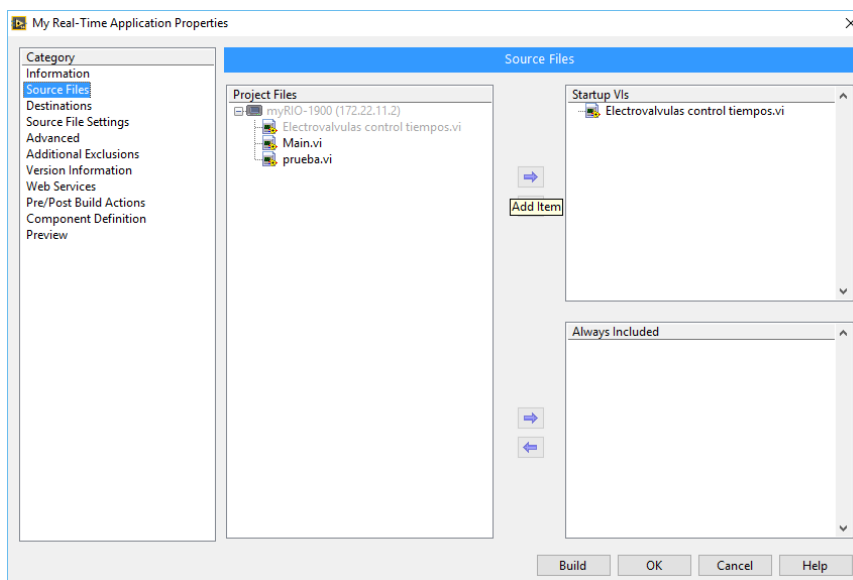 My Real-Time Application Properties
Category
Information
Source Files
Destinations
Source File Settings
Advanced
Additional Exclusions
Version Information
Web Services
Pre/Post Build Actions
Component Definition
Preview
Source Files
Project Files
myRIO-1900 (172.22.11.2)
Electrovalvulas control tiempos.vi
Main.vi
prueba.vi
Add Item
Startup VIs
Electrovalvulas control tiempos.vi
Always Included
Build
OK
Cancel
Help